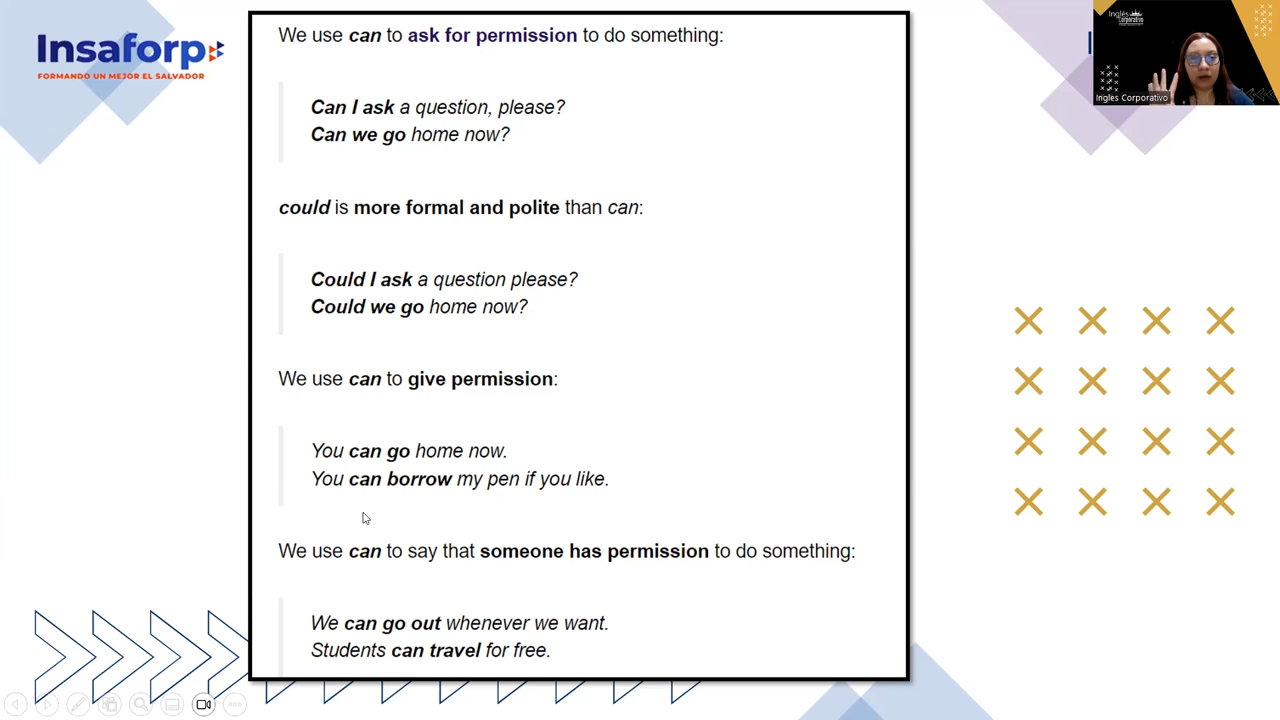 Insaforp
FORMANDO UN MEJOR EL SALVADOR
We use can to ask for permission to do something:
Can I ask a question, please?
Can we go home now?
could is more formal and polite than can:
Could I ask a question please?
Could we go home now?
We use can to give permission:
You can go home now.
You can borrow my pen if you like.
We use can to say that someone has permission to do something:
We can go out whenever we want.
Students can travel for free.
Inglés
Corporativo
Ingles Corporativo